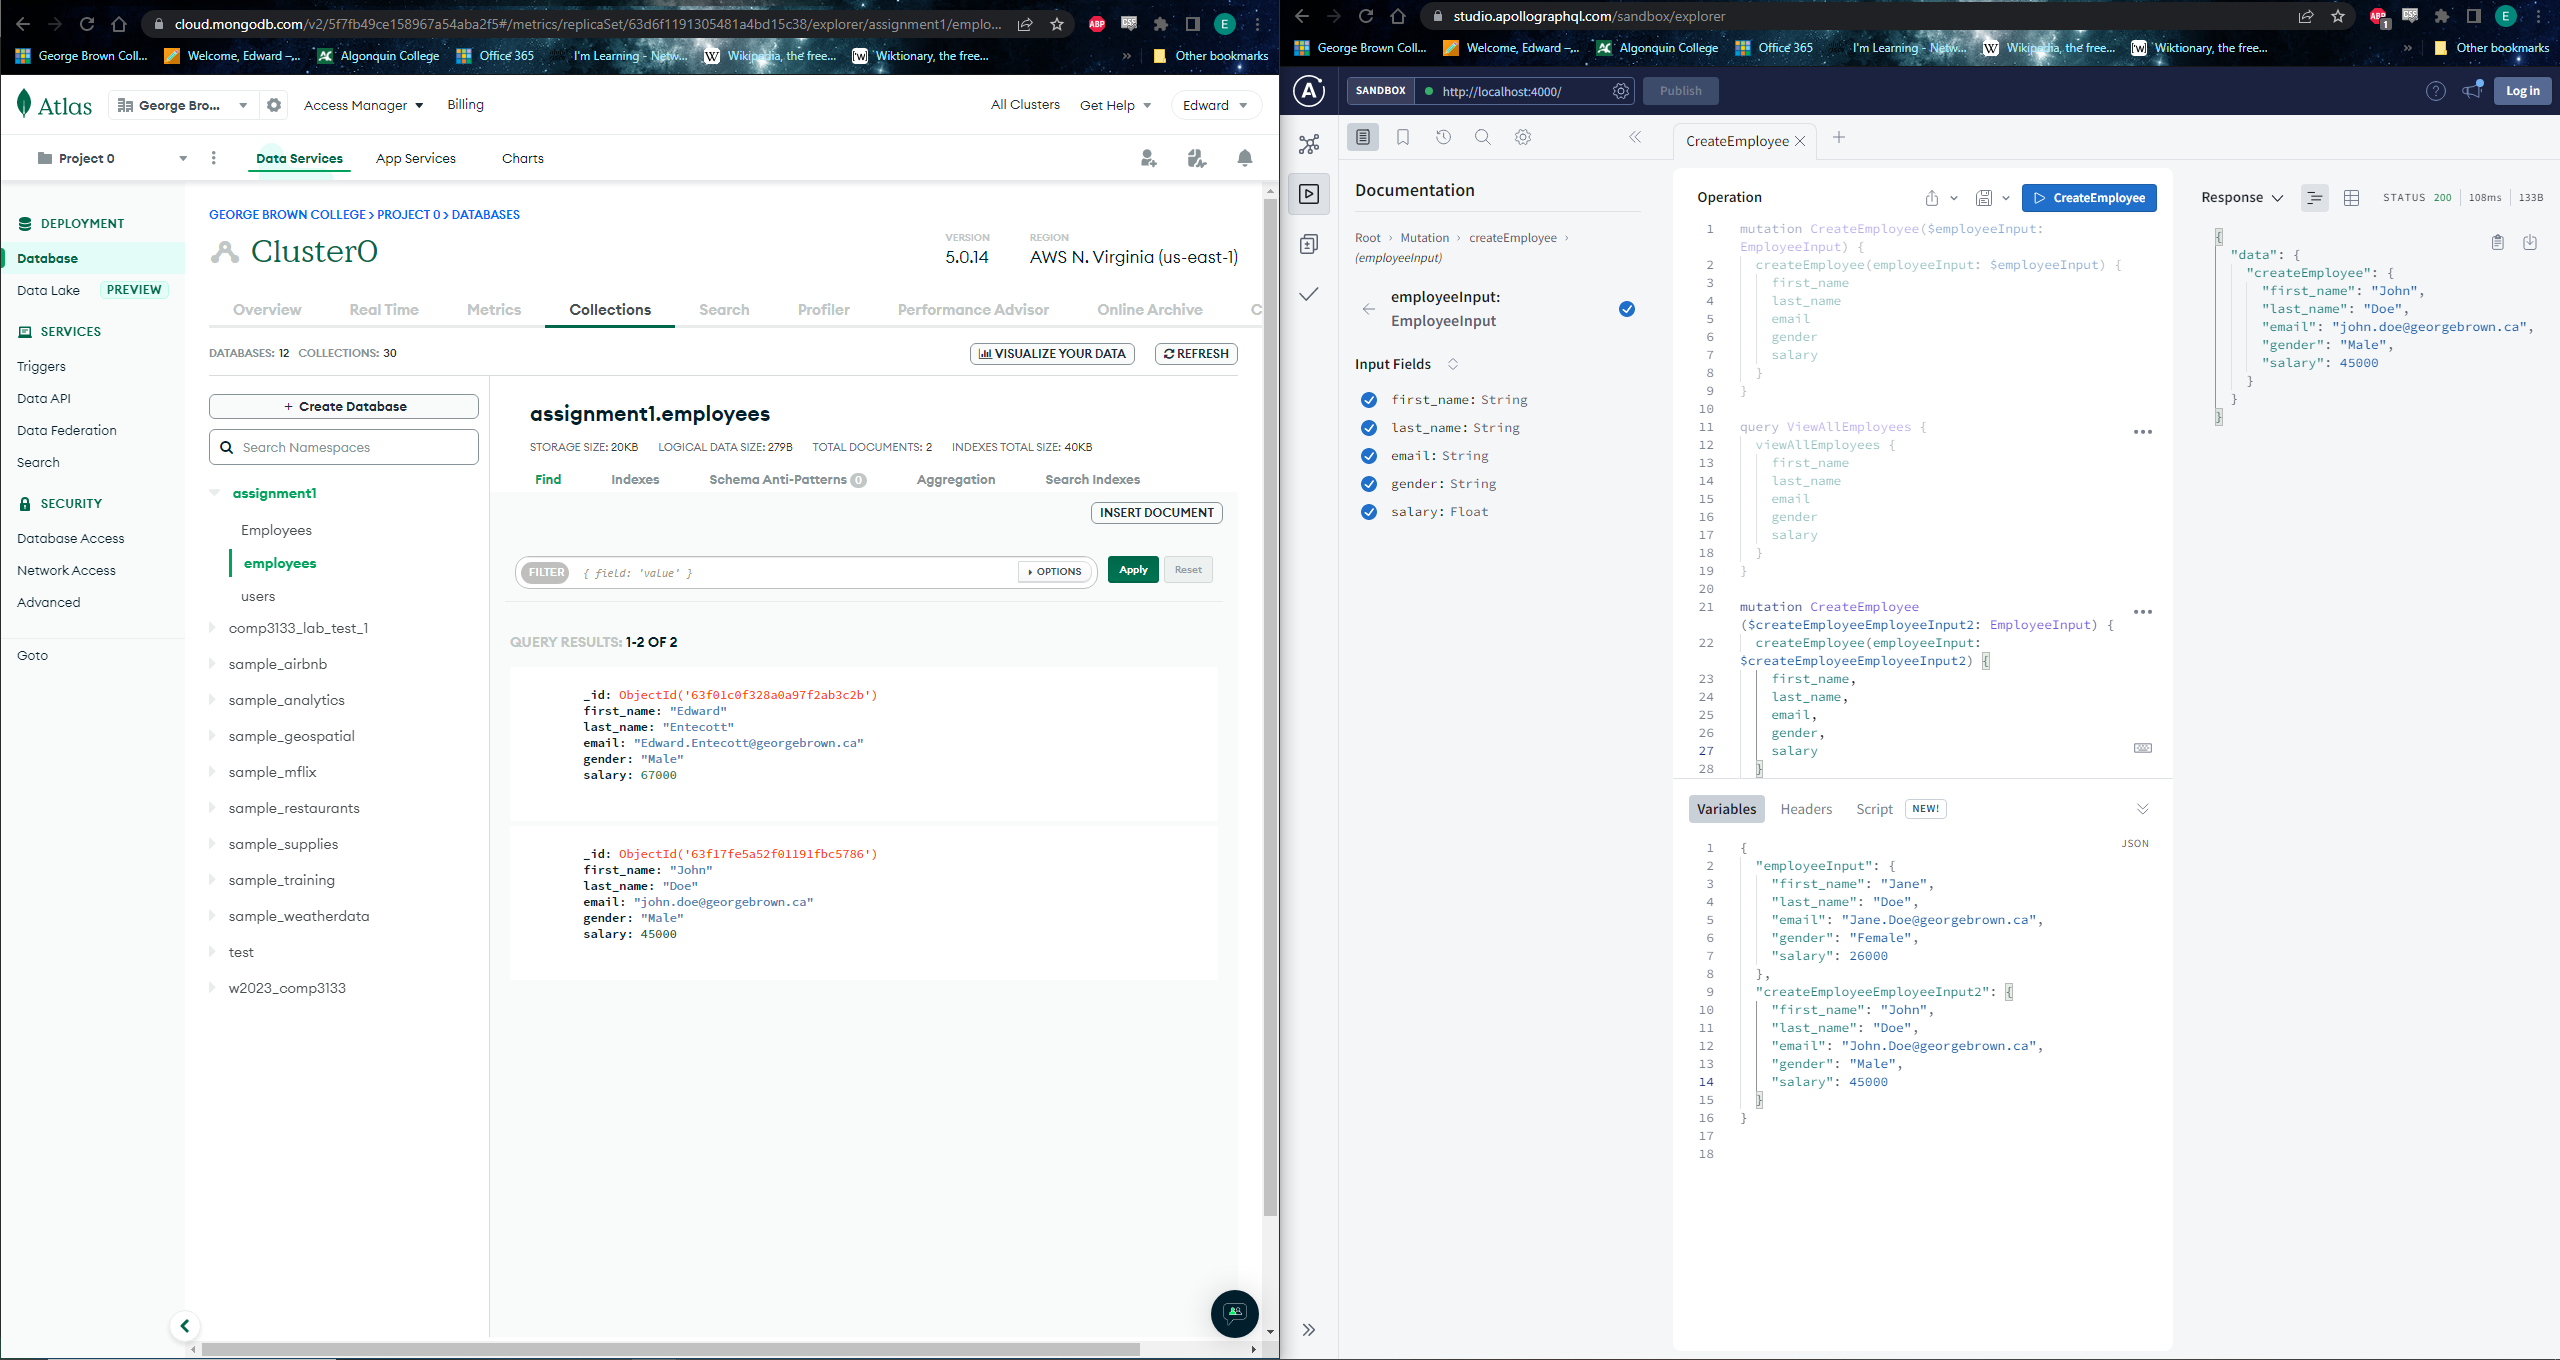 cloud.mongodb.com/v2/5f7fb49ce158967a54aba2f5#/metrics/replicaSet/63d6f1191305481a4bd15c38/explorer/assignment1/emplo...
George Brown Coll... Welcome, Edward –... Algonquin College Office 365 I'm Learning - Netw... Wikipedia, the free... Wiktionary, the free... » Other bookmarks
Atlas George Bro... Access Manager Billing All Clusters Get Help Edward
Project 0 Data Services App Services Charts
DEPLOYMENT
Database
Data Lake PREVIEW
SERVICES
Triggers
Data API
Data Federation
Search
SECURITY
Database Access
Network Access
Advanced
Goto
GEORGE BROWN COLLEGE > PROJECT 0 > DATABASES
Cluster0
VERSION
5.0.14
REGION
AWS N. Virginia (us-east-1)
Overview Real Time Metrics Collections Search Profiler Performance Advisor Online Archive C
DATABASES: 12 COLLECTIONS: 30 VISUALIZE YOUR DATA REFRESH
+ Create Database
Search Namespaces
assignment1
Employees
employees
users
comp3133_lab_test_1
sample_airbnb
sample_analytics
sample_geospatial
sample_mflix
sample_restaurants
sample_supplies
sample_training
sample_weatherdata
test
w2023_comp3133
assignment1.employees
STORAGE SIZE: 20KB LOGICAL DATA SIZE: 279B TOTAL DOCUMENTS: 2 INDEXES TOTAL SIZE: 40KB
Find Indexes Schema Anti-Patterns 0 Aggregation Search Indexes
INSERT DOCUMENT
FILTER { field: 'value' } OPTIONS Apply Reset
QUERY RESULTS: 1-2 OF 2
_id: ObjectId('63f01c0f328a0a97f2ab3c2b')
first_name: "Edward"
last_name: "Entecott"
email: "Edward.Entecott@georgebrown.ca"
gender: "Male"
salary: 67000
_id: ObjectId('63f17fe5a52f01191fbc5786')
first_name: "John"
last_name: "Doe"
email: "john.doe@georgebrown.ca"
gender: "Male"
salary: 45000
studio.apollographql.com/sandbox/explorer
George Brown Coll... Welcome, Edward –... Algonquin College Office 365 I'm Learning - Netw... Wikipedia, the free... Wiktionary, the free... » Other bookmarks
SANDBOX http://localhost:4000/ Publish Log in
CreateEmployee
Documentation
Root › Mutation › createEmployee ›
(employeeInput)
employeeInput:
EmployeeInput
Input Fields
first_name: String
last_name: String
email: String
gender: String
salary: Float
Operation CreateEmployee
1 mutation CreateEmployee($employeeInput:
EmployeeInput) {
2 createEmployee(employeeInput: $employeeInput) {
3 first_name
4 last_name
5 email
6 gender
7 salary
8 }
9 }
10
11 query ViewAllEmployees {
12 viewAllEmployees {
13 first_name
14 last_name
15 email
16 gender
17 salary
18 }
19 }
20
21 mutation CreateEmployee
($createEmployeeEmployeeInput2: EmployeeInput) {
22 createEmployee(employeeInput:
$createEmployeeEmployeeInput2) {
23 first_name,
24 last_name,
25 email,
26 gender,
27 salary
28 }
Variables Headers Script NEW!
JSON
1 {
2 "employeeInput": {
3 "first_name": "Jane",
4 "last_name": "Doe",
5 "email": "Jane.Doe@georgebrown.ca",
6 "gender": "Female",
7 "salary": 26000
8 },
9 "createEmployeeEmployeeInput2": {
10 "first_name": "John",
11 "last_name": "Doe",
12 "email": "John.Doe@georgebrown.ca",
13 "gender": "Male",
14 "salary": 45000
15 }
16 }
17
18
Response STATUS 200 108ms 133B
{
"data": {
"createEmployee": {
"first_name": "John",
"last_name": "Doe",
"email": "john.doe@georgebrown.ca",
"gender": "Male",
"salary": 45000
}
}
}